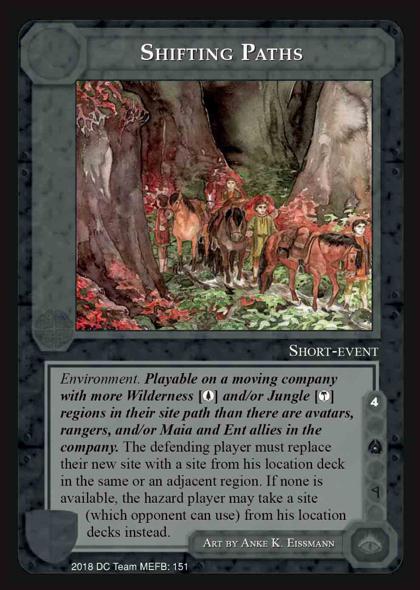 Shifting Paths
Short-event
Environment. Playable on a moving company
with more Wilderness [] and/or Jungle []
regions in their site path than there are avatars,
rangers, and/or Maia and Ent allies in the
company. The defending player must replace
their new site with a site from his location deck
in the same or an adjacent region. If none is
available, the hazard player may take a site
(which opponent can use) from his location
decks instead.
4
Art by Anke K. Eissmann
2018 DC Team MEFB: 151